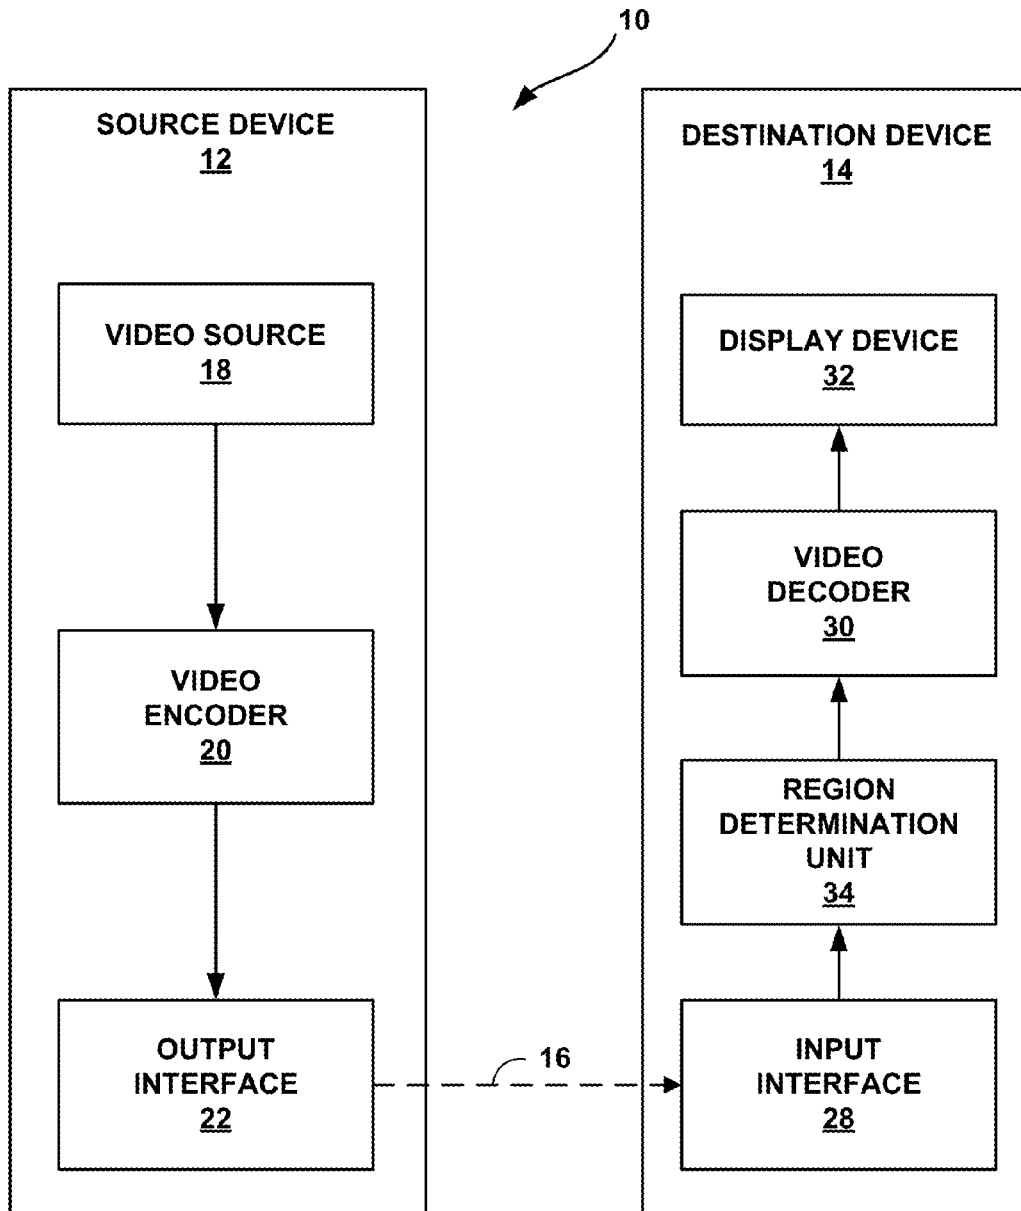 10
SOURCE DEVICE
12
VIDEO SOURCE
18
VIDEO
ENCODER
20
OUTPUT
INTERFACE
22
16
DESTINATION DEVICE
14
DISPLAY DEVICE
32
VIDEO
DECODER
30
REGION
DETERMINATION
UNIT
34
INPUT
INTERFACE
28